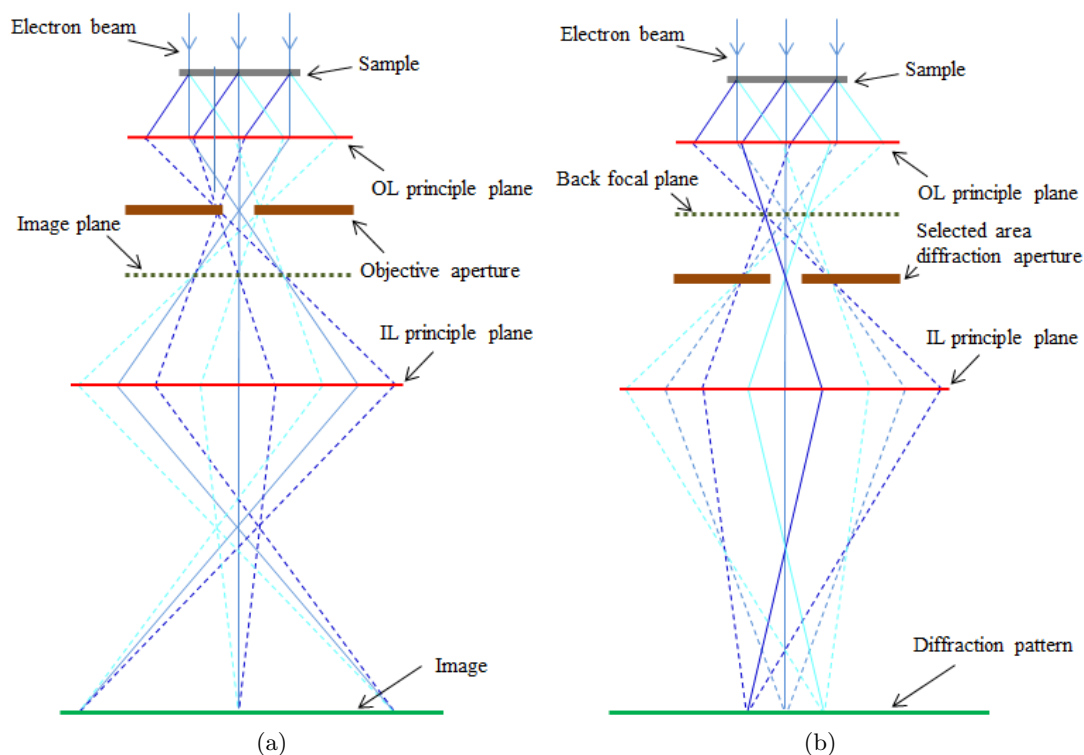 Electron beam
Sample
OL principle plane
Image plane
Objective aperture
IL principle plane
Image
(a)
Electron beam
Sample
OL principle plane
Back focal plane
Selected area
diffraction aperture
IL principle plane
Diffraction pattern
(b)